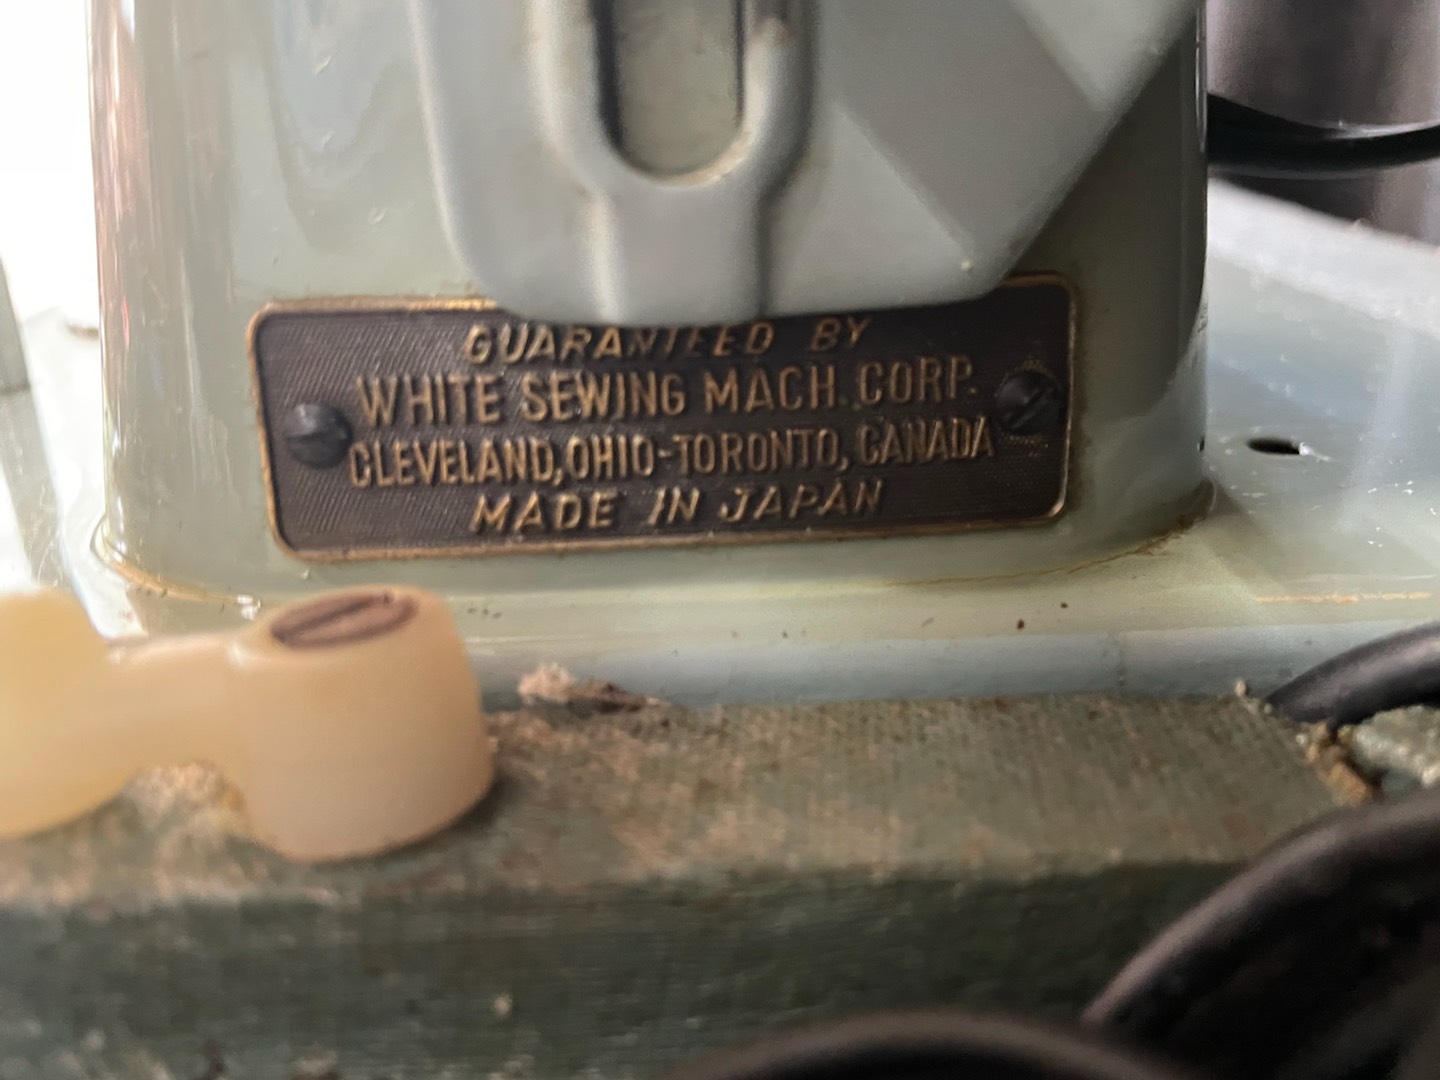 GUARANTEED BY
WHITE SEWING MACH. CORP.
CLEVELAND, OHIO-TORONTO, CANADA
MADE IN JAPAN